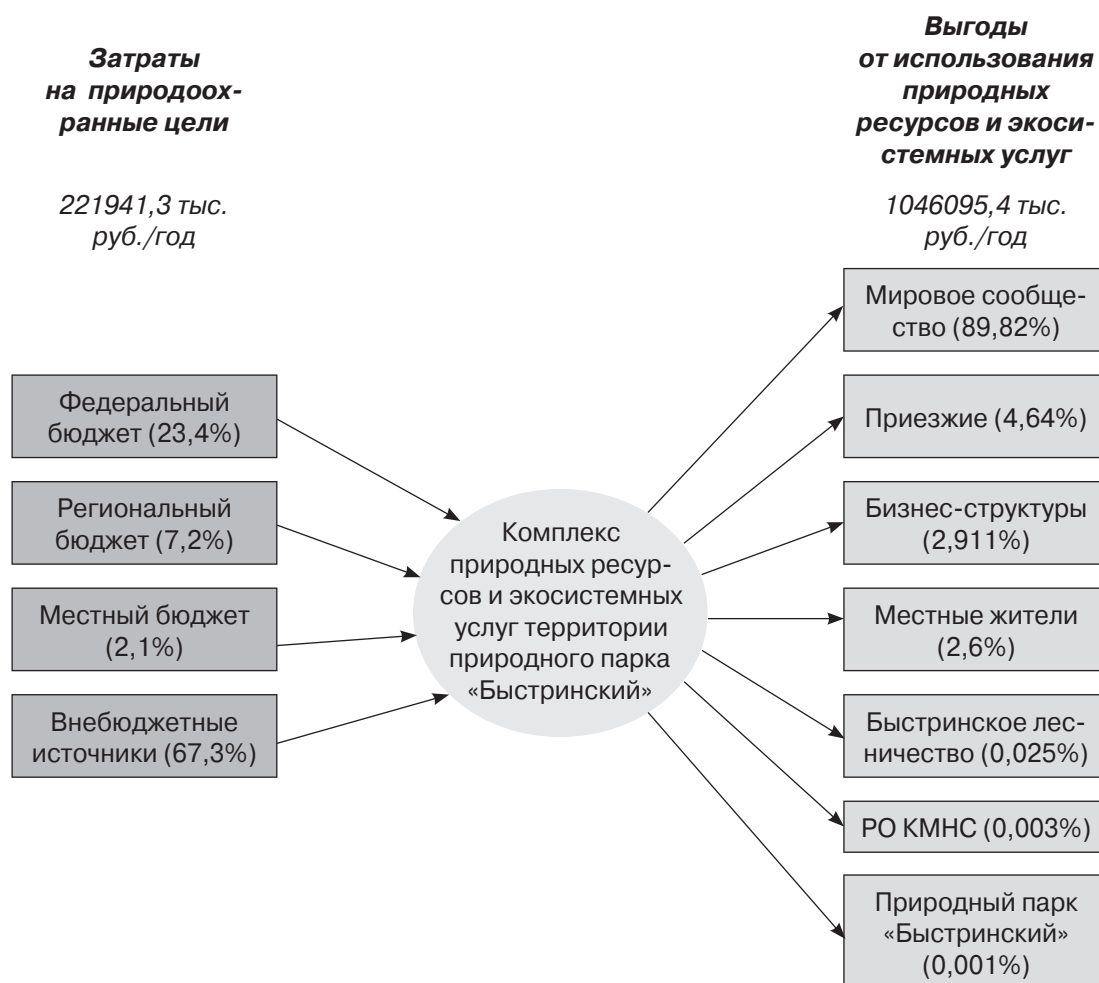 Затраты
на природоох-
ранные цели
221941,3 тыс.
руб./год
Федеральный
бюджет (23,4%)
Региональный
бюджет (7,2%)
Местный бюджет
(2,1%)
Внебюджетные
источники (67,3%)
Комплекс
природных ресур-
сов и экосистемных
услуг территории
природного парка
«Быстринский»
Выгоды
от использования
природных
ресурсов и экоси-
стемных услуг
1046095,4 тыс.
руб./год
Мировое сообще-
ство (89,82%)
Приезжие (4,64%)
Бизнес-структуры
(2,911%)
Местные жители
(2,6%)
Быстринское лес-
ничество (0,025%)
РО КМНС (0,003%)
Природный парк
«Быстринский»
(0,001%)